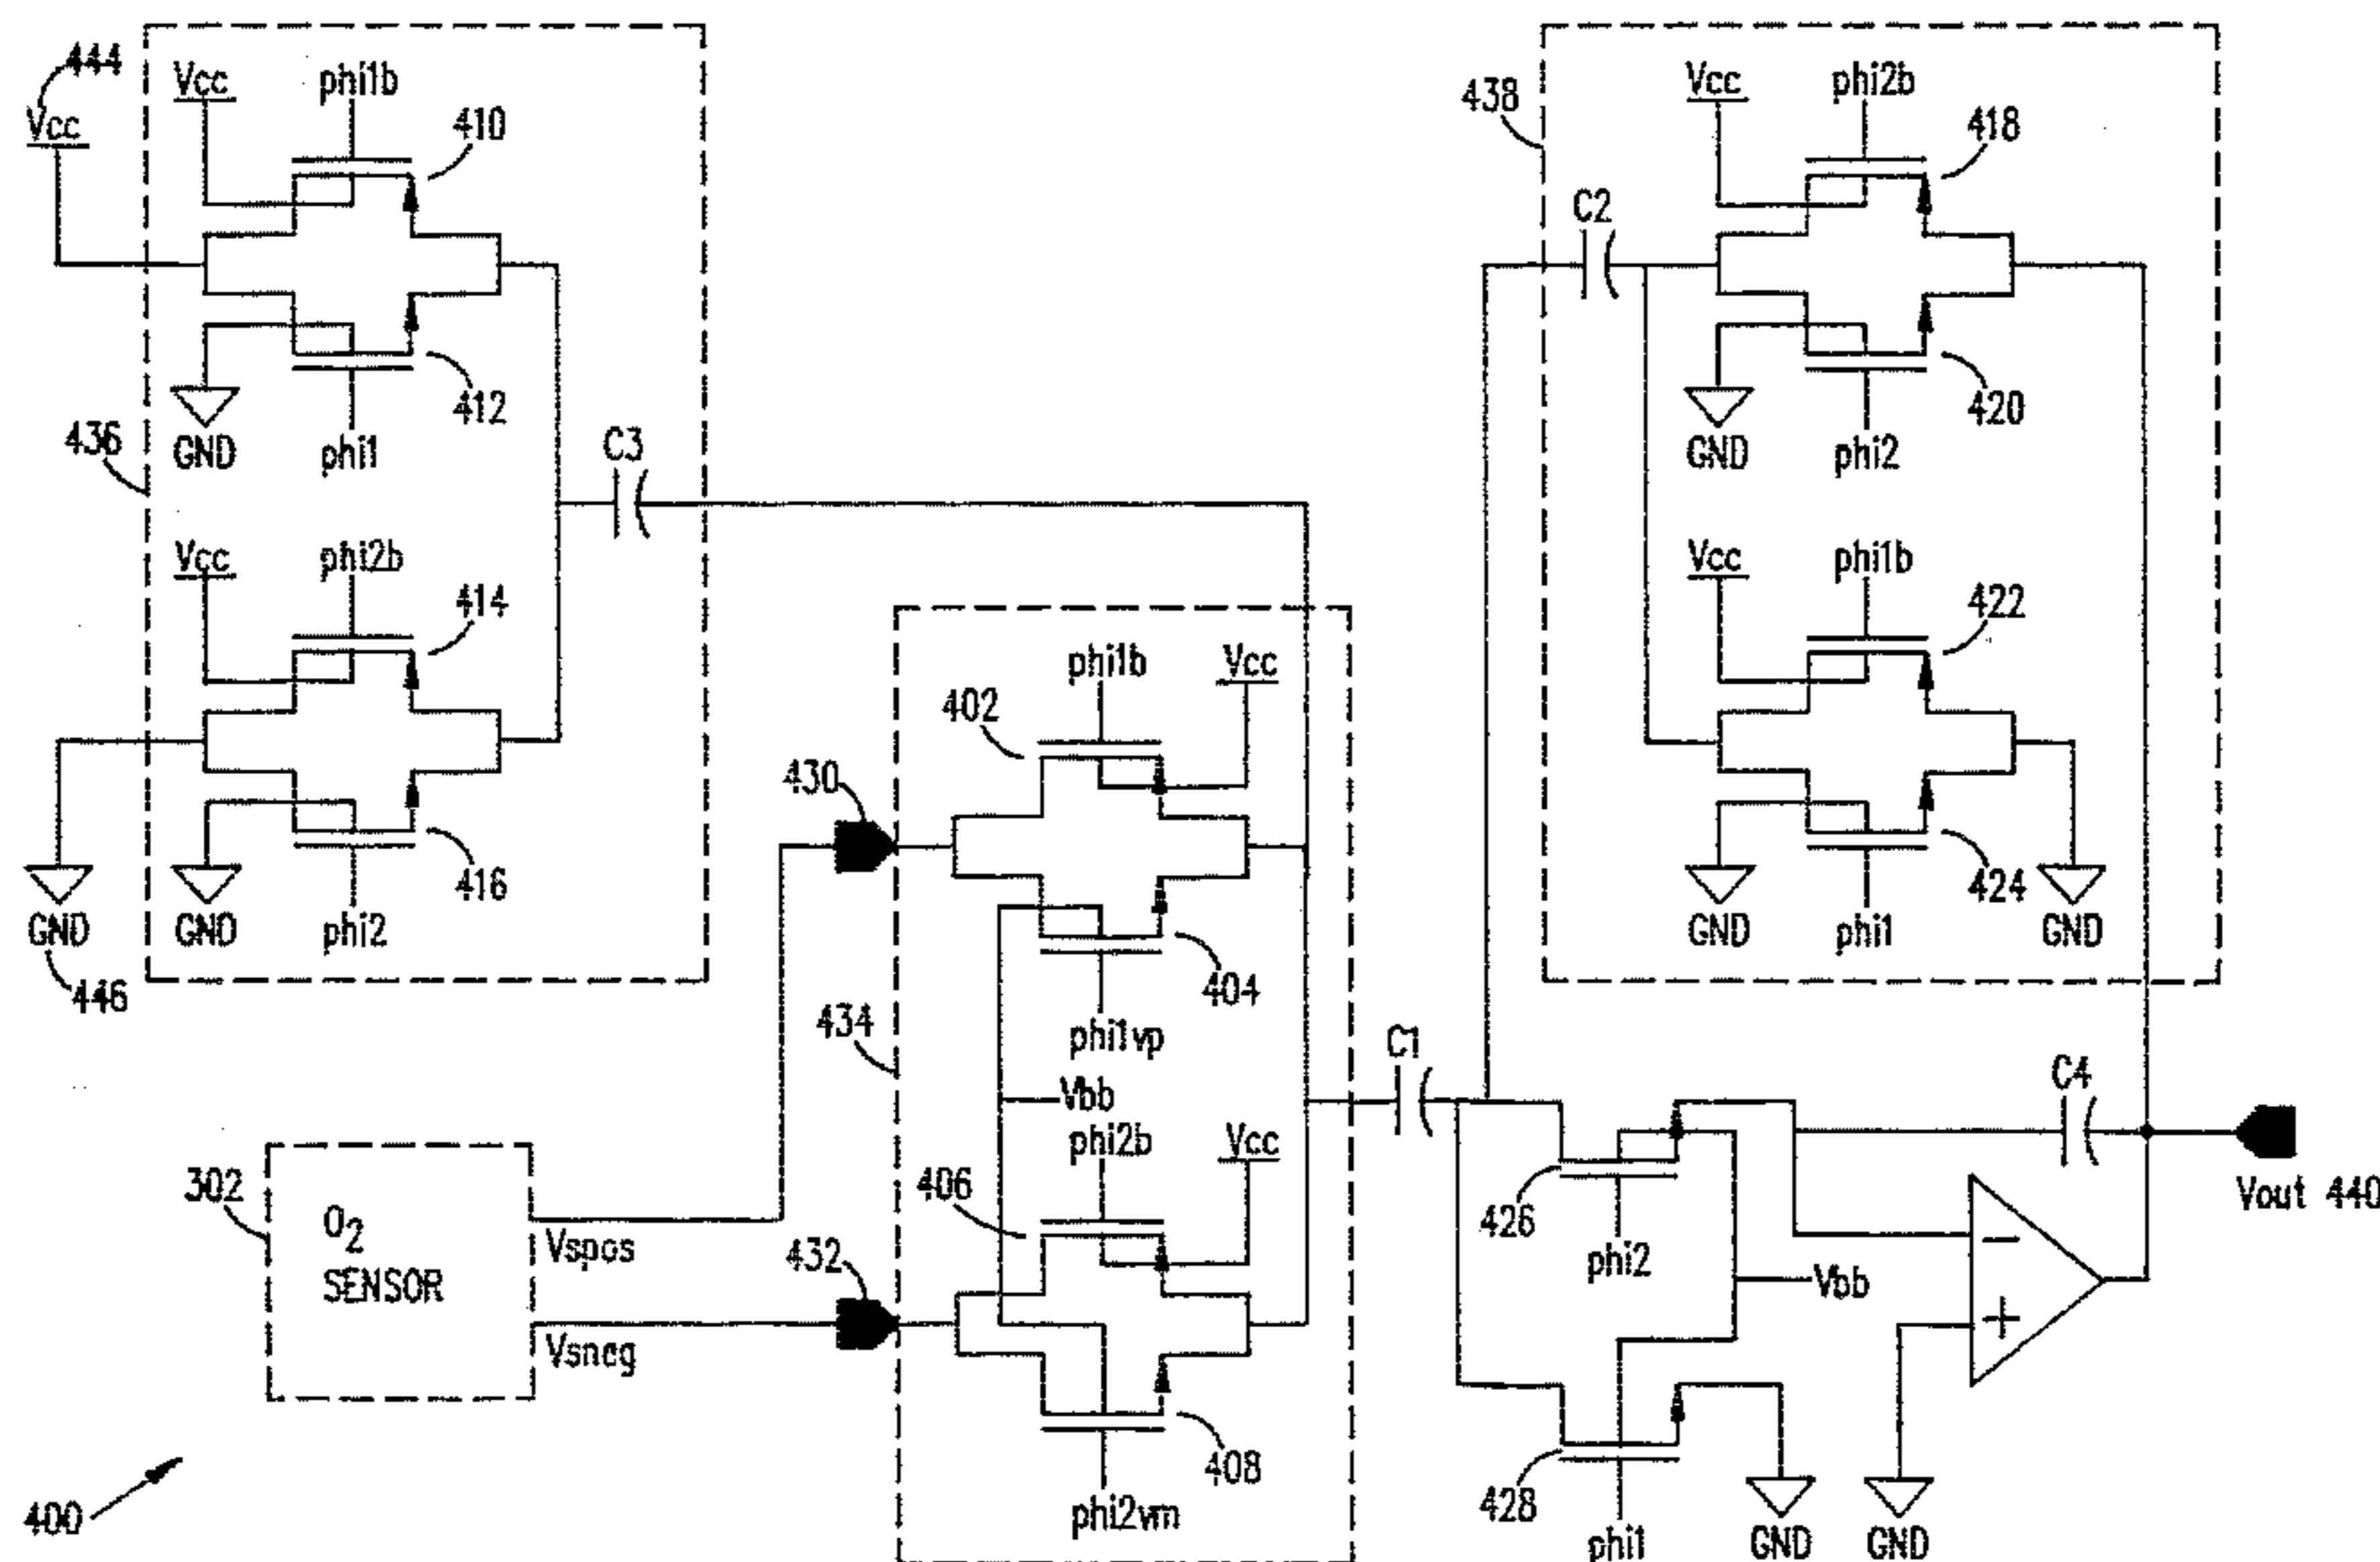 444
Vcc
Vcc
phi1b
410
412
GND
phi1
436
C3
Vcc
phi2b
414
416
GND
446
GND
phi2
438
C2
Vcc
phi2b
418
420
GND
phi2
Vcc
phi1b
422
424
GND
phi1
GND
phi1b
Vcc
402
430
404
434
phi1vp
Vbb
phi2b
Vcc
406
432
408
phi2vm
302
O2
SENSOR
Vspos
Vsneg
C1
C4
426
phi2
Vbb
−
+
Vout 440
428
phi1
GND
GND
400